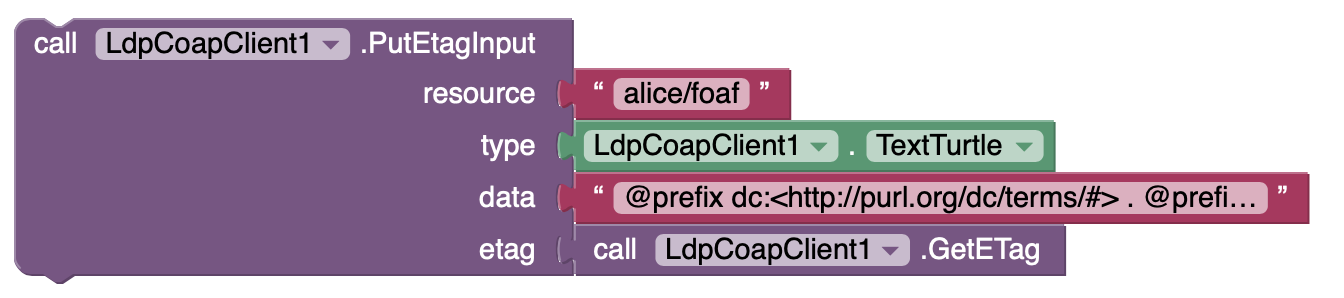 call LdpCoapClient1 .PutEtagInput
resource “ alice/foaf ”
type LdpCoapClient1 . TextTurtle
data “ @prefix dc:<http://purl.org/dc/terms/#> . @prefi… ”
etag call LdpCoapClient1 .GetETag